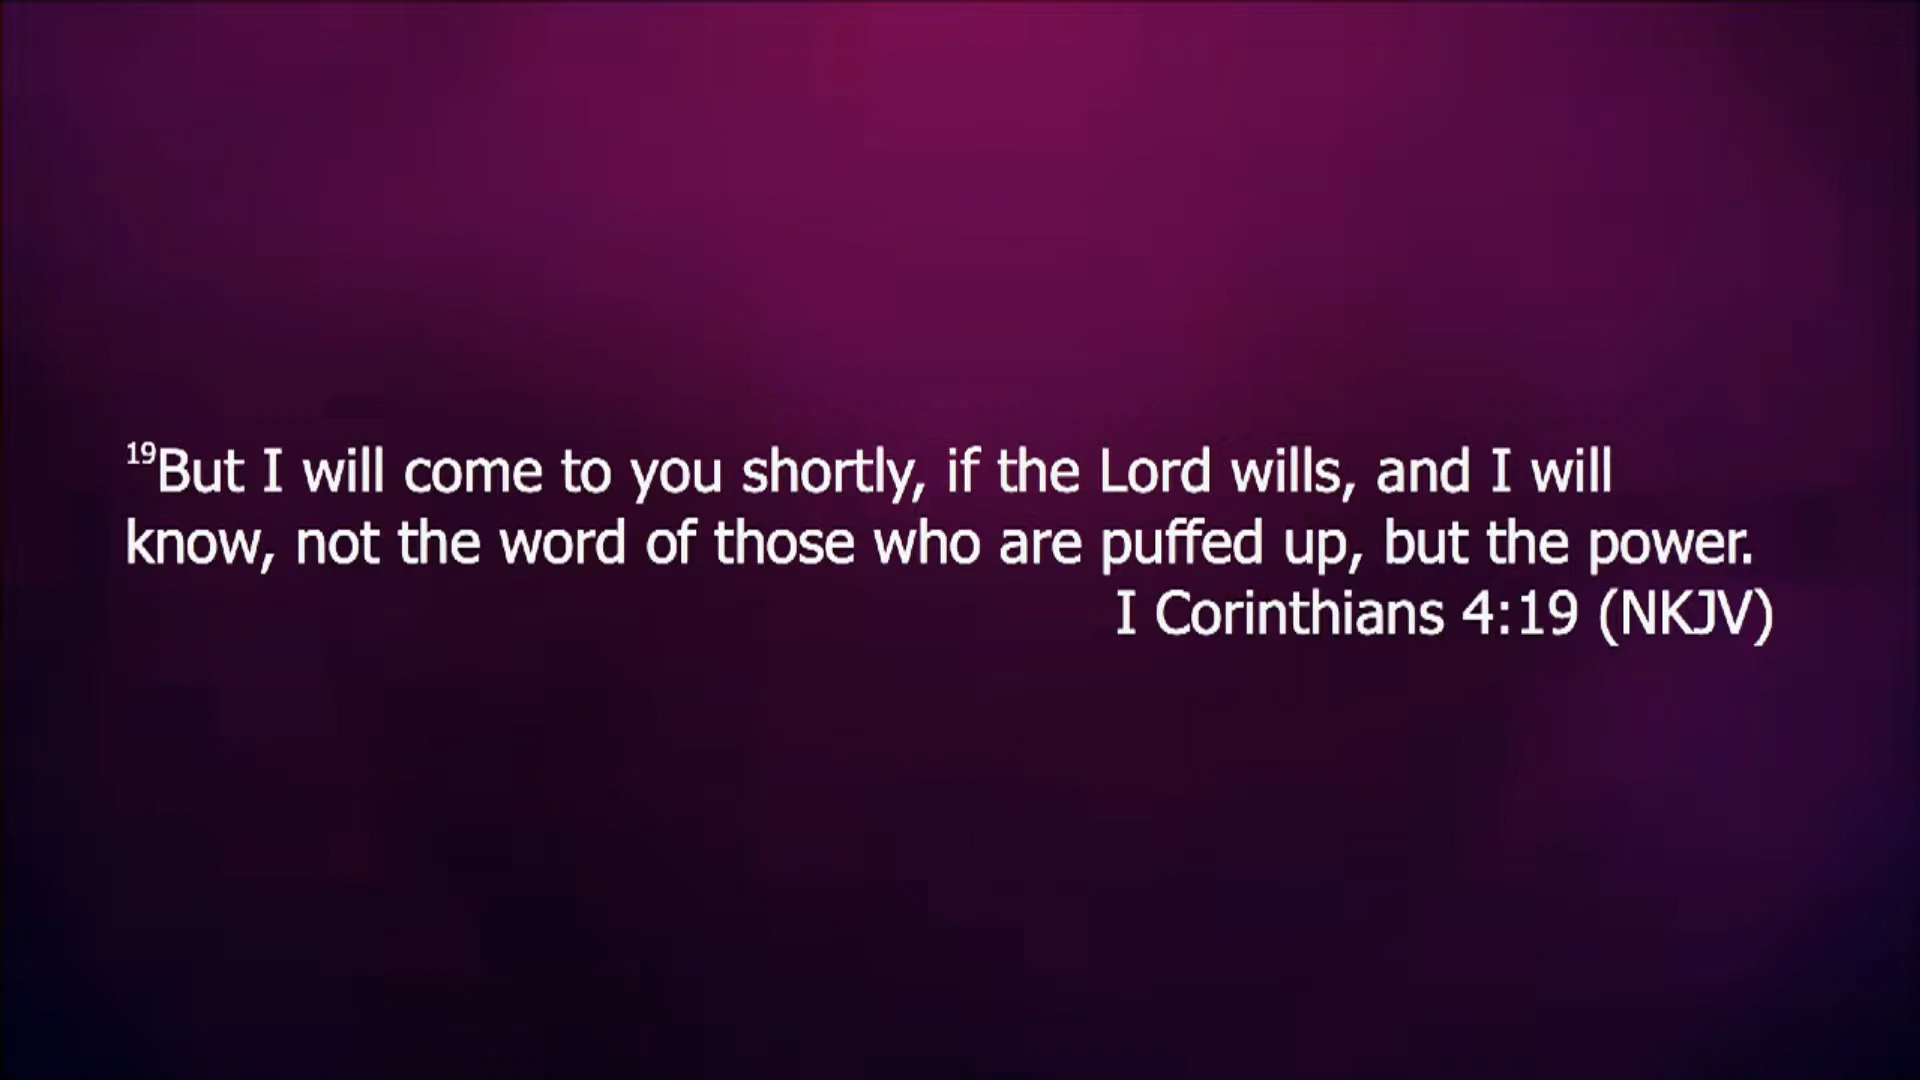 19But I will come to you shortly, if the Lord wills, and I will
know, not the word of those who are puffed up, but the power.
I Corinthians 4:19 (NKJV)